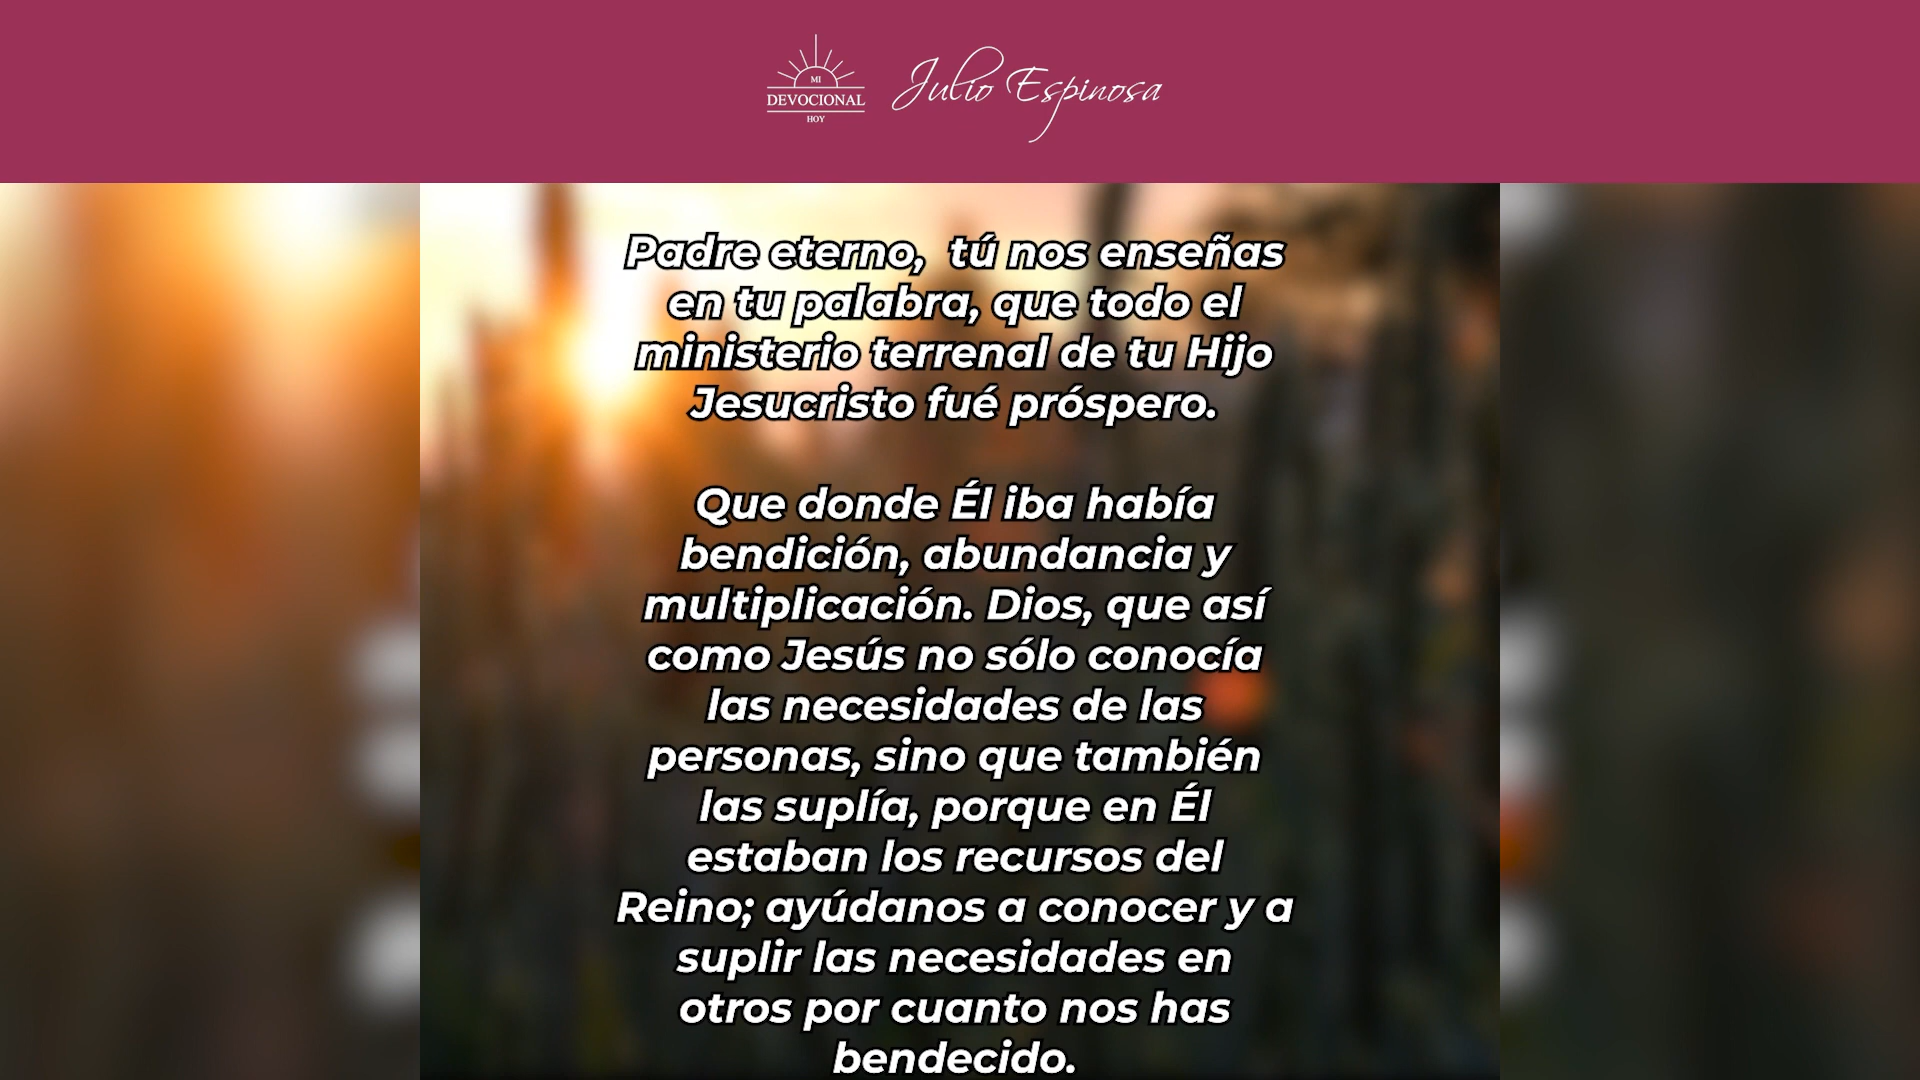 MI
DEVOCIONAL
HOY
Julio Espinosa
Padre eterno,  tú nos enseñas
en tu palabra, que todo el
ministerio terrenal de tu Hijo
Jesucristo fué próspero.
Que donde Él iba había
bendición, abundancia y
multiplicación. Dios, que así
como Jesús no sólo conocía
las necesidades de las
personas, sino que también
las suplía, porque en Él
estaban los recursos del
Reino; ayúdanos a conocer y a
suplir las necesidades en
otros por cuanto nos has
bendecido.